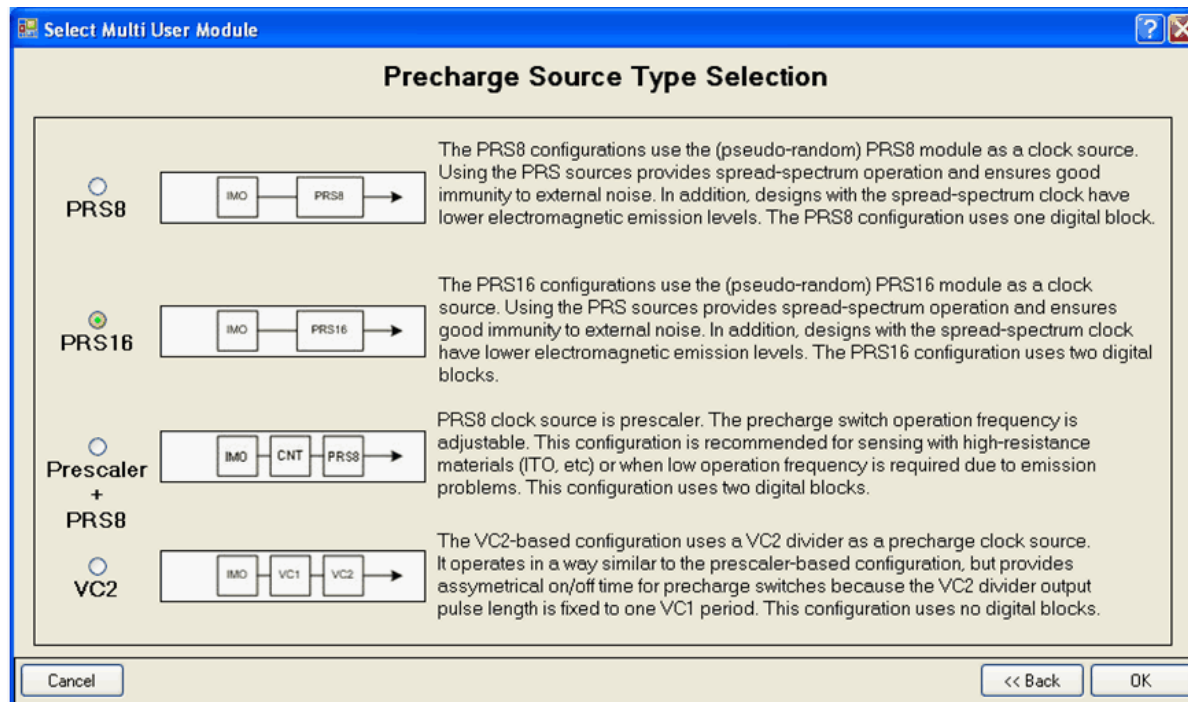 Select Multi User Module
Precharge Source Type Selection
PRS8
IMO PRS8
The PRS8 configurations use the (pseudo-random) PRS8 module as a clock source.
Using the PRS sources provides spread-spectrum operation and ensures good
immunity to external noise. In addition, designs with the spread-spectrum clock have
lower electromagnetic emission levels. The PRS8 configuration uses one digital block.
PRS16
IMO PRS16
The PRS16 configurations use the (pseudo-random) PRS16 module as a clock
source. Using the PRS sources provides spread-spectrum operation and ensures
good immunity to external noise. In addition, designs with the spread-spectrum clock
have lower electromagnetic emission levels. The PRS16 configuration uses two digital
blocks.
Prescaler
+
PRS8
IMO CNT PRS8
PRS8 clock source is prescaler. The precharge switch operation frequency is
adjustable. This configuration is recommended for sensing with high-resistance
materials (ITO, etc) or when low operation frequency is required due to emission
problems. This configuration uses two digital blocks.
VC2
IMO VC1 VC2
The VC2-based configuration uses a VC2 divider as a precharge clock source.
It operates in a way similar to the prescaler-based configuration, but provides
assymetrical on/off time for precharge switches because the VC2 divider output
pulse length is fixed to one VC1 period. This configuration uses no digital blocks.
Cancel
<< Back
OK